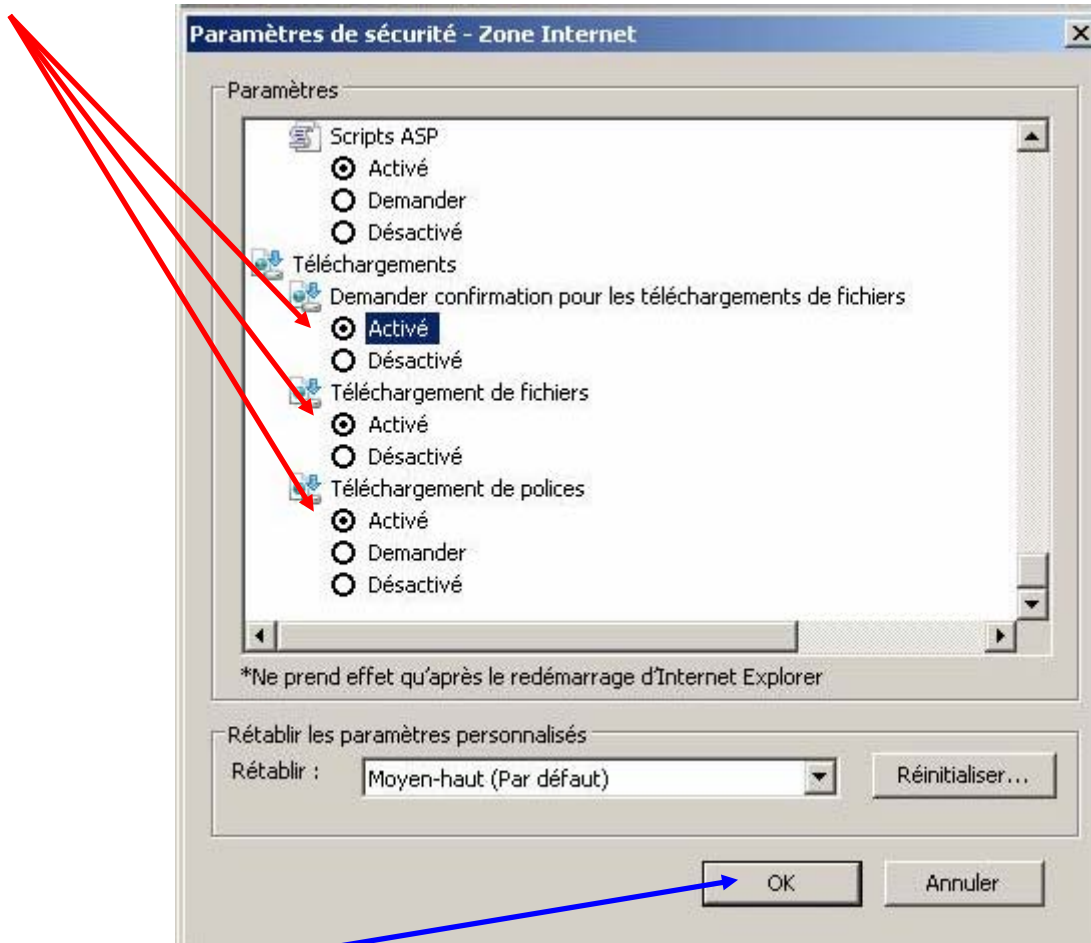 Paramètres de sécurité - Zone Internet
Paramètres
Scripts ASP
Activé
Demander
Désactivé
Téléchargements
Demander confirmation pour les téléchargements de fichiers
Activé
Désactivé
Téléchargement de fichiers
Activé
Désactivé
Téléchargement de polices
Activé
Demander
Désactivé
*Ne prend effet qu'après le redémarrage d'Internet Explorer
Rétablir les paramètres personnalisés
Rétablir : Moyen-haut (Par défaut) Réinitialiser...
OK Annuler